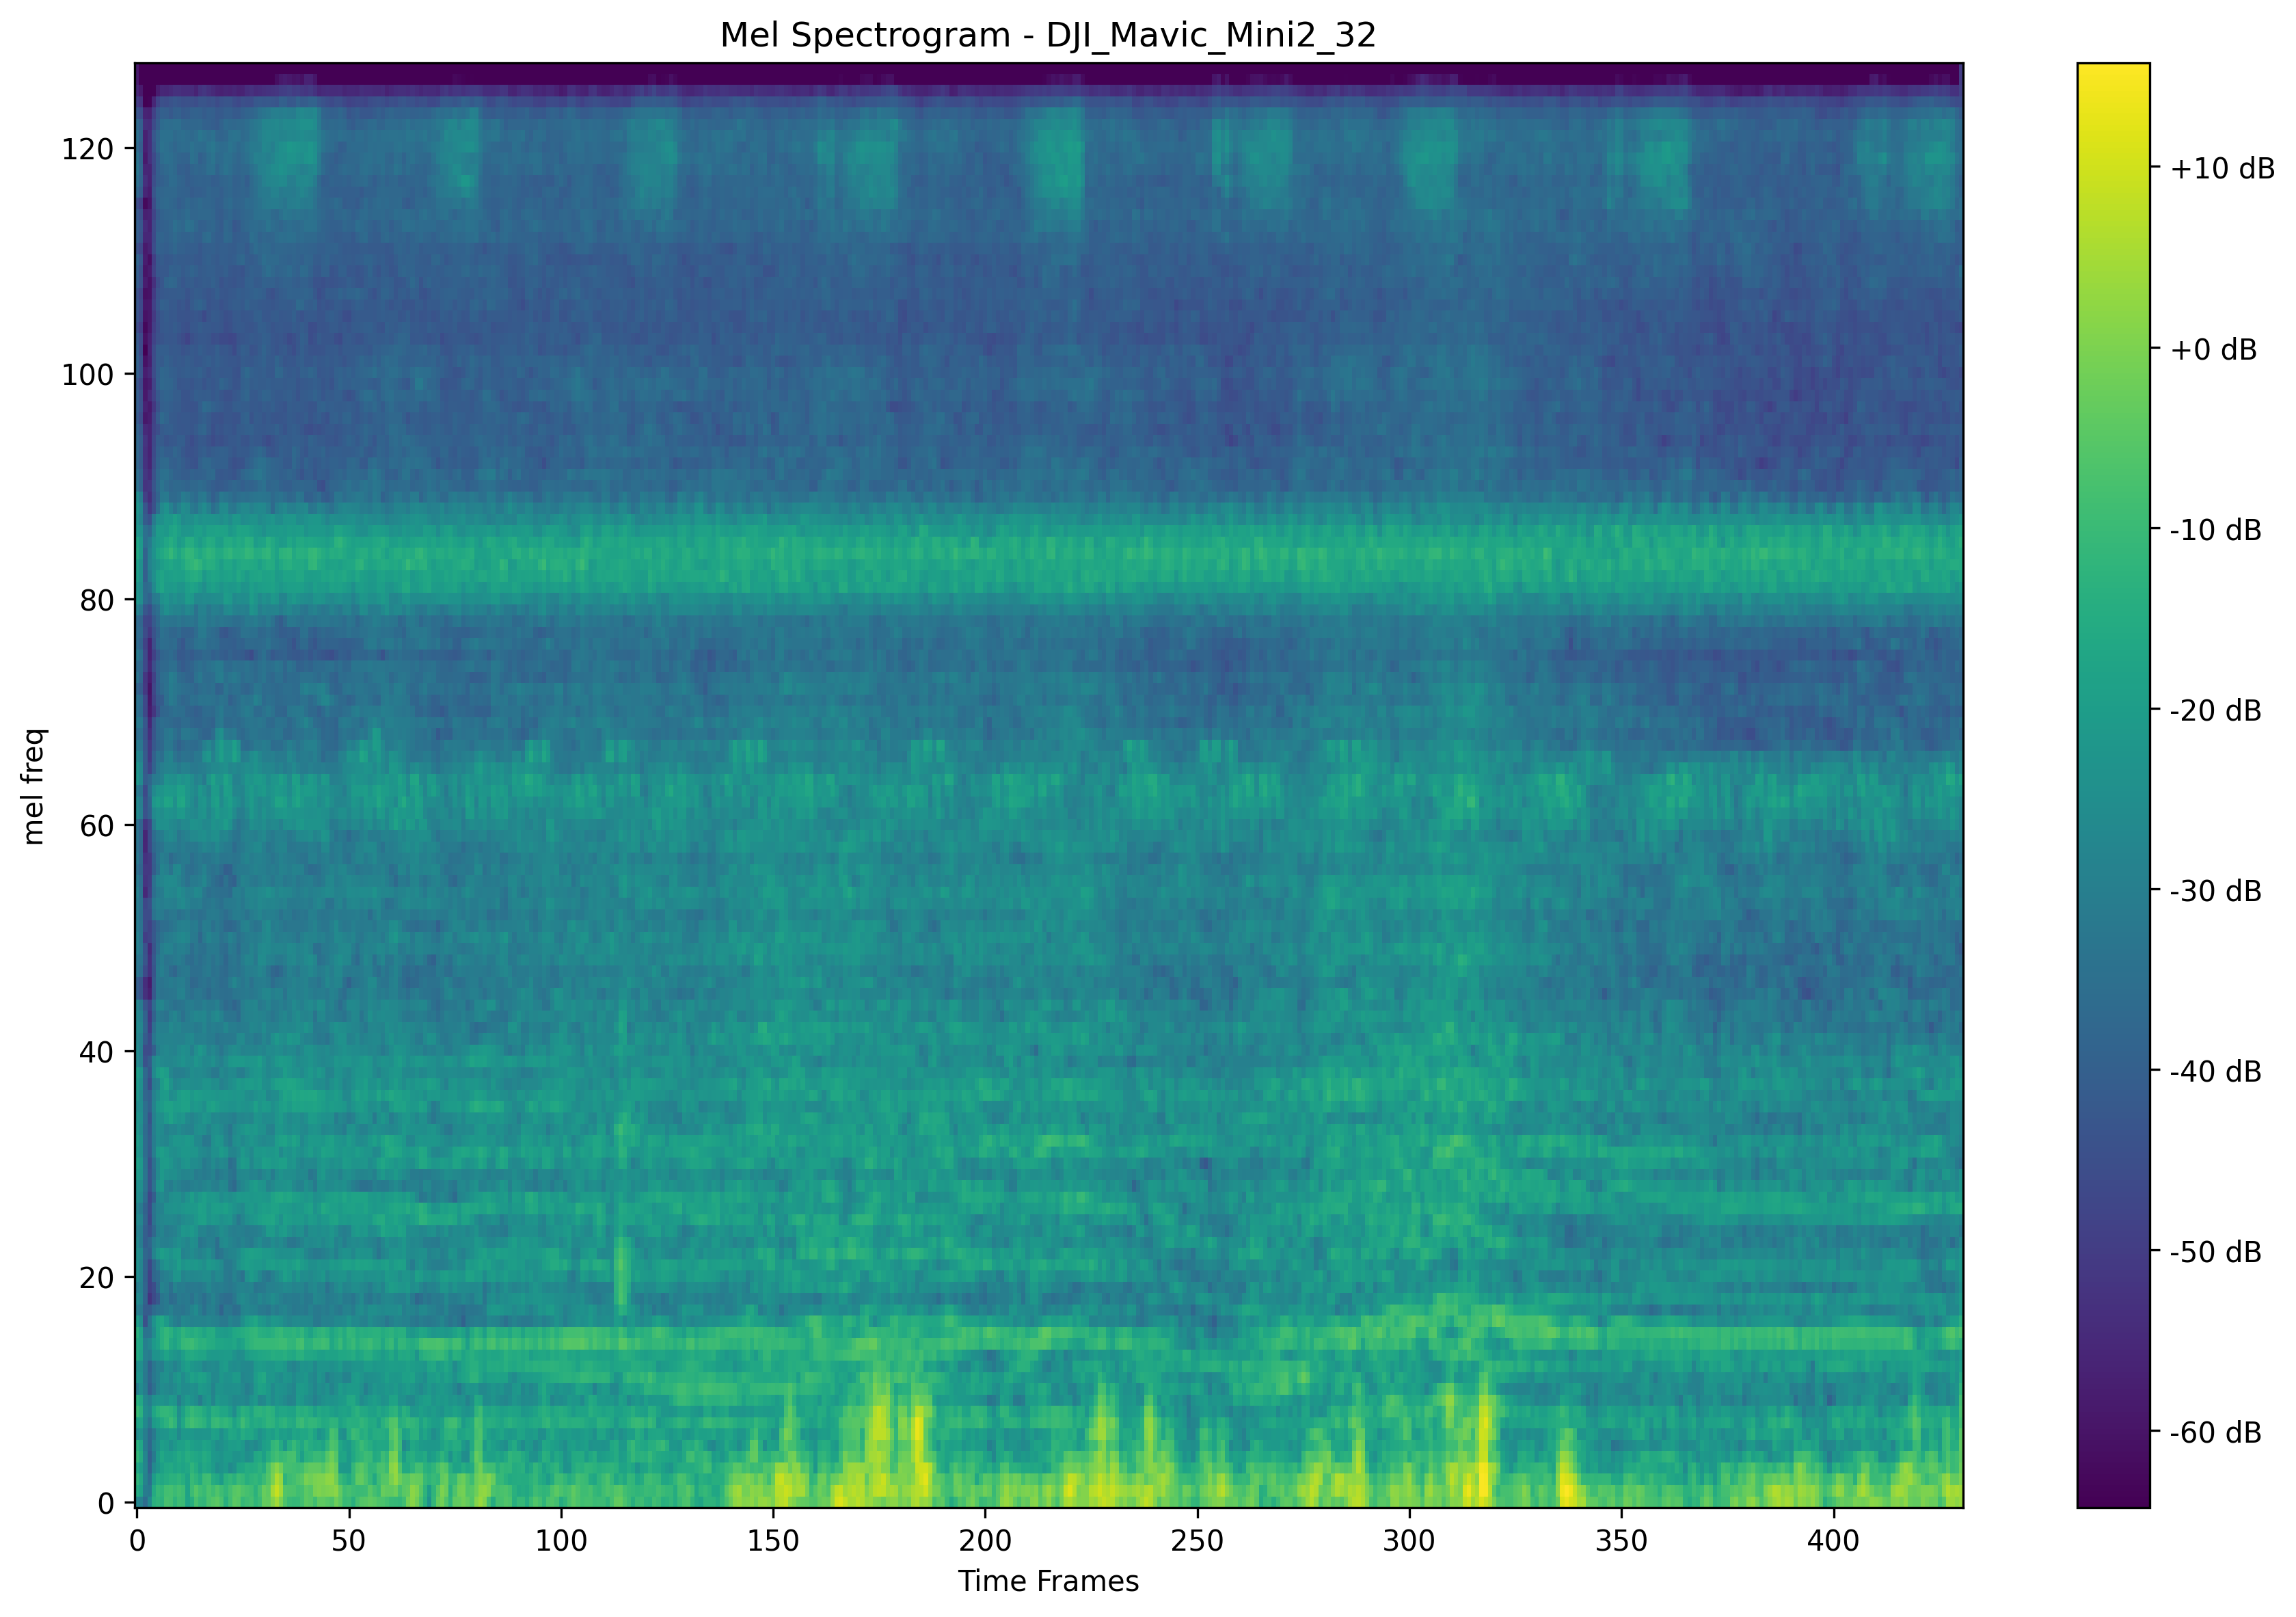 Mel Spectrogram - DJI_Mavic_Mini2_32
120
100
80
60
40
20
0
mel freq
0 50 100 150 200 250 300 350 400
Time Frames
+10 dB
+0 dB
-10 dB
-20 dB
-30 dB
-40 dB
-50 dB
-60 dB